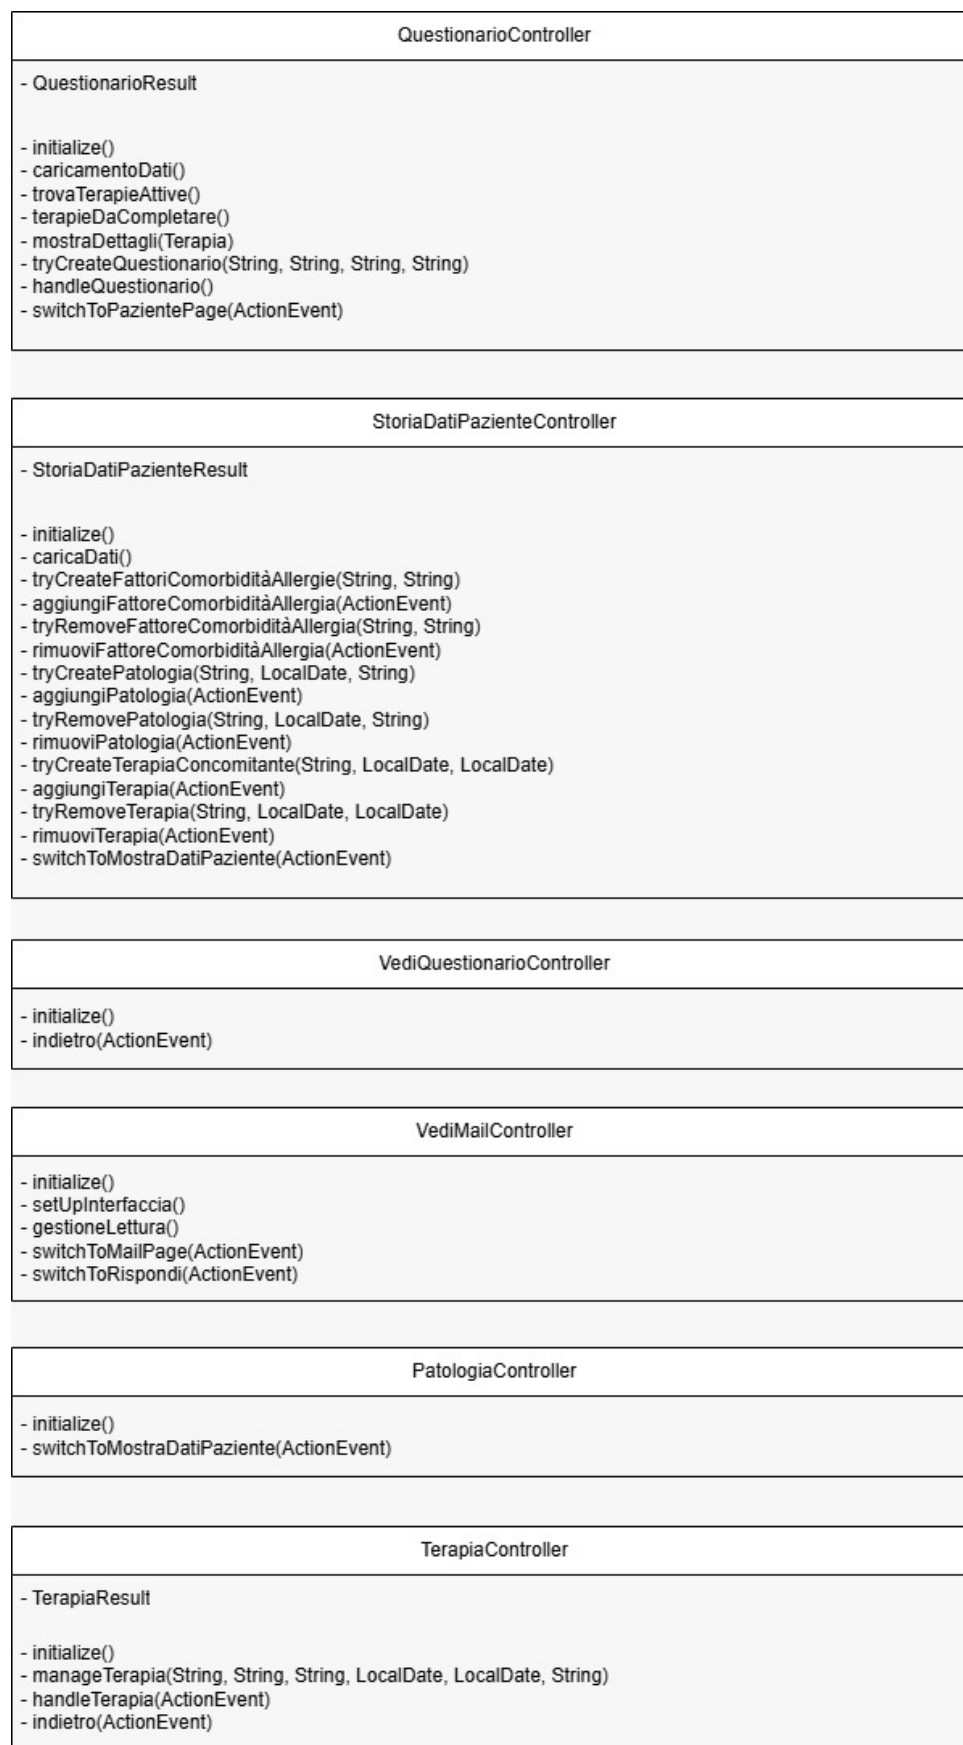 QuestionarioController
- QuestionarioResult
- initialize()
- caricamentoDati()
- trovaTerapieAttive()
- terapieDaCompletare()
- mostraDettagli(Terapia)
- tryCreateQuestionario(String, String, String, String)
- handleQuestionario()
- switchToPazientePage(ActionEvent)
StoriaDatiPazienteController
- StoriaDatiPazienteResult
- initialize()
- caricaDati()
- tryCreateFattoriComorbiditàAllergie(String, String)
- aggiungiFattoreComorbiditàAllergia(ActionEvent)
- tryRemoveFattoreComorbiditàAllergia(String, String)
- rimuoviFattoreComorbiditàAllergia(ActionEvent)
- tryCreatePatologia(String, LocalDate, String)
- aggiungiPatologia(ActionEvent)
- tryRemovePatologia(String, LocalDate, String)
- rimuoviPatologia(ActionEvent)
- tryCreateTerapiaConcomitante(String, LocalDate, LocalDate)
- aggiungiTerapia(ActionEvent)
- tryRemoveTerapia(String, LocalDate, LocalDate)
- rimuoviTerapia(ActionEvent)
- switchToMostraDatiPaziente(ActionEvent)
VediQuestionarioController
- initialize()
- indietro(ActionEvent)
VediMailController
- initialize()
- setUpInterfaccia()
- gestioneLettura()
- switchToMailPage(ActionEvent)
- switchToRispondi(ActionEvent)
PatologiaController
- initialize()
- switchToMostraDatiPaziente(ActionEvent)
TerapiaController
- TerapiaResult
- initialize()
- manageTerapia(String, String, String, LocalDate, LocalDate, String)
- handleTerapia(ActionEvent)
- indietro(ActionEvent)